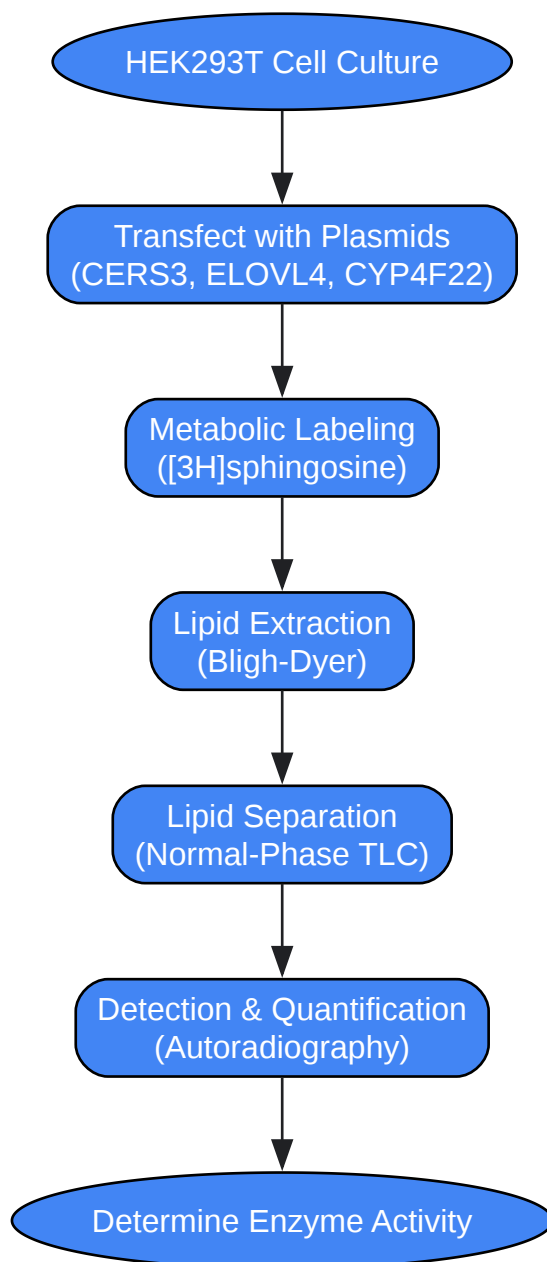 HEK293T Cell Culture
Transfect with Plasmids
(CERS3, ELOVL4, CYP4F22)
Metabolic Labeling
([3H]sphingosine)
Lipid Extraction
(Bligh-Dyer)
Lipid Separation
(Normal-Phase TLC)
Detection & Quantification
(Autoradiography)
Determine Enzyme Activity